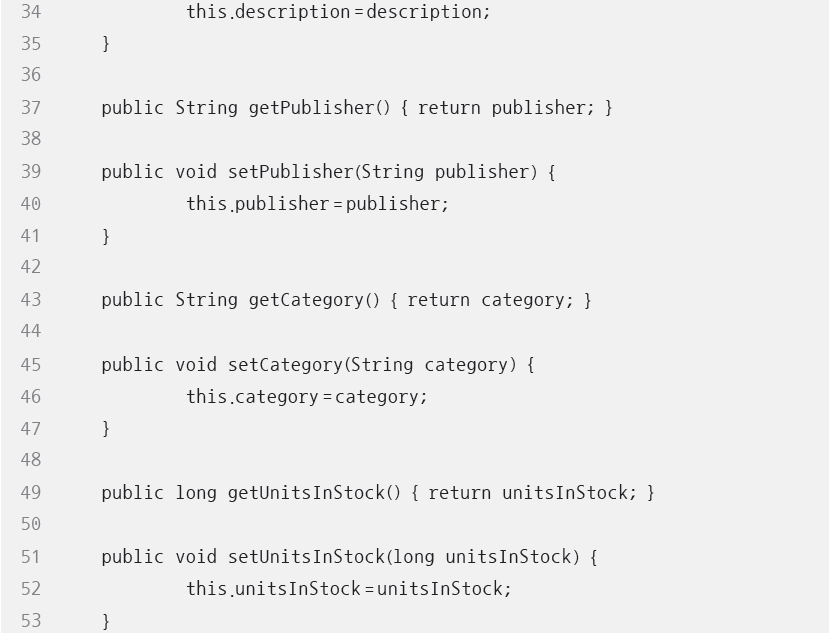 34 this.description=description;
35 }
36
37 public String getPublisher() { return publisher; }
38
39 public void setPublisher(String publisher) {
40 this.publisher=publisher;
41 }
42
43 public String getCategory() { return category; }
44
45 public void setCategory(String category) {
46 this.category=category;
47 }
48
49 public long getUnitsInStock() { return unitsInStock; }
50
51 public void setUnitsInStock(long unitsInStock) {
52 this.unitsInStock=unitsInStock;
53 }